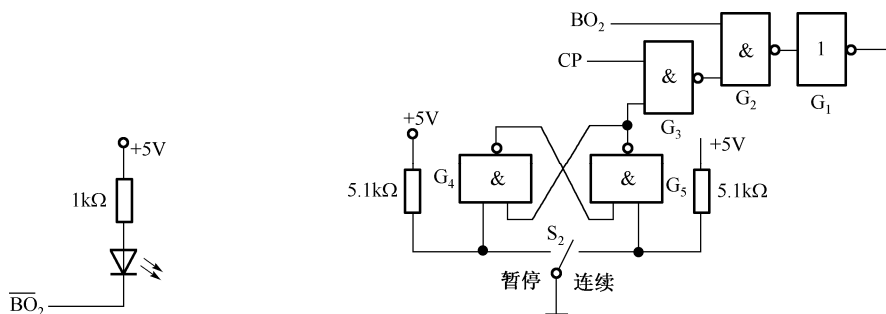 BO₂
CP
&
&
1
G₂
G₁
G₃
+5V
1kΩ
B̅O̅₂
+5V
5.1kΩ
G₄
&
&
G₅
+5V
5.1kΩ
S₂
暂停
连续